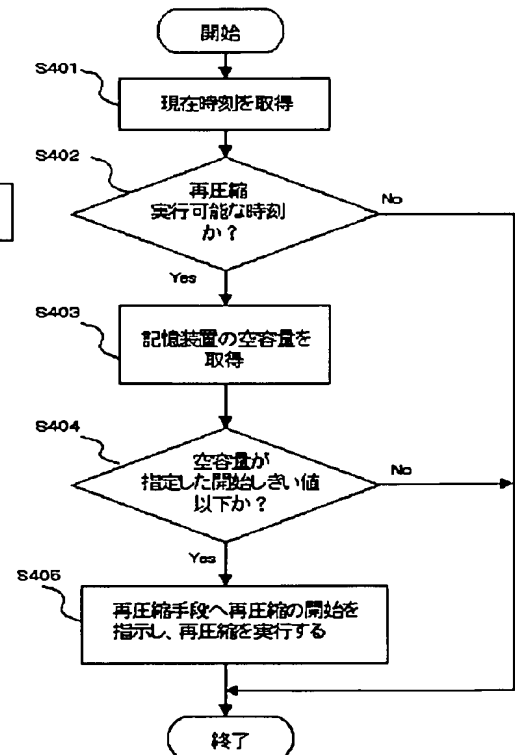 開始
S401
現在時刻を取得
S402
再圧縮
実行可能な時刻
か？
No
Yes
S403
記憶装置の空容量を
取得
S404
空容量が
指定した開始しきい値
以下か？
No
Yes
S405
再圧縮手段へ再圧縮の開始を
指示し、再圧縮を実行する
終了